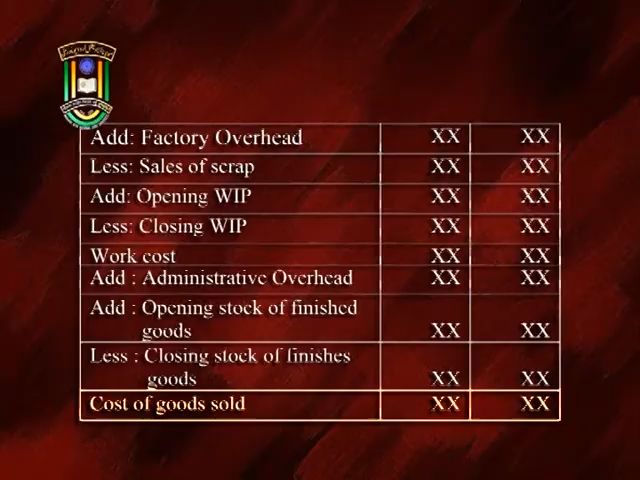 Add: Factory Overhead XX XX
Less: Sales of scrap XX XX
Add: Opening WIP XX XX
Less: Closing WIP XX XX
Work cost XX XX
Add : Administrative Overhead XX XX
Add : Opening stock of finished
goods XX XX
Less : Closing stock of finishes
goods XX XX
Cost of goods sold XX XX